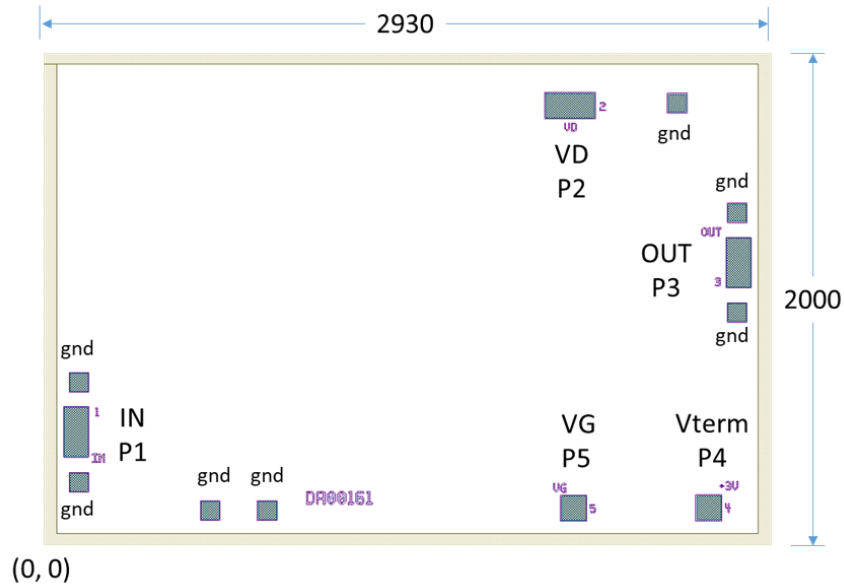 2930
2
VD
gnd
VD
P2
gnd
OUT
OUT
P3
3
2000
gnd
gnd
1
IN
IN
P1
gnd
gnd
gnd
DA00161
VG
P5
VG
5
Vterm
P4
+3V
4
(0, 0)